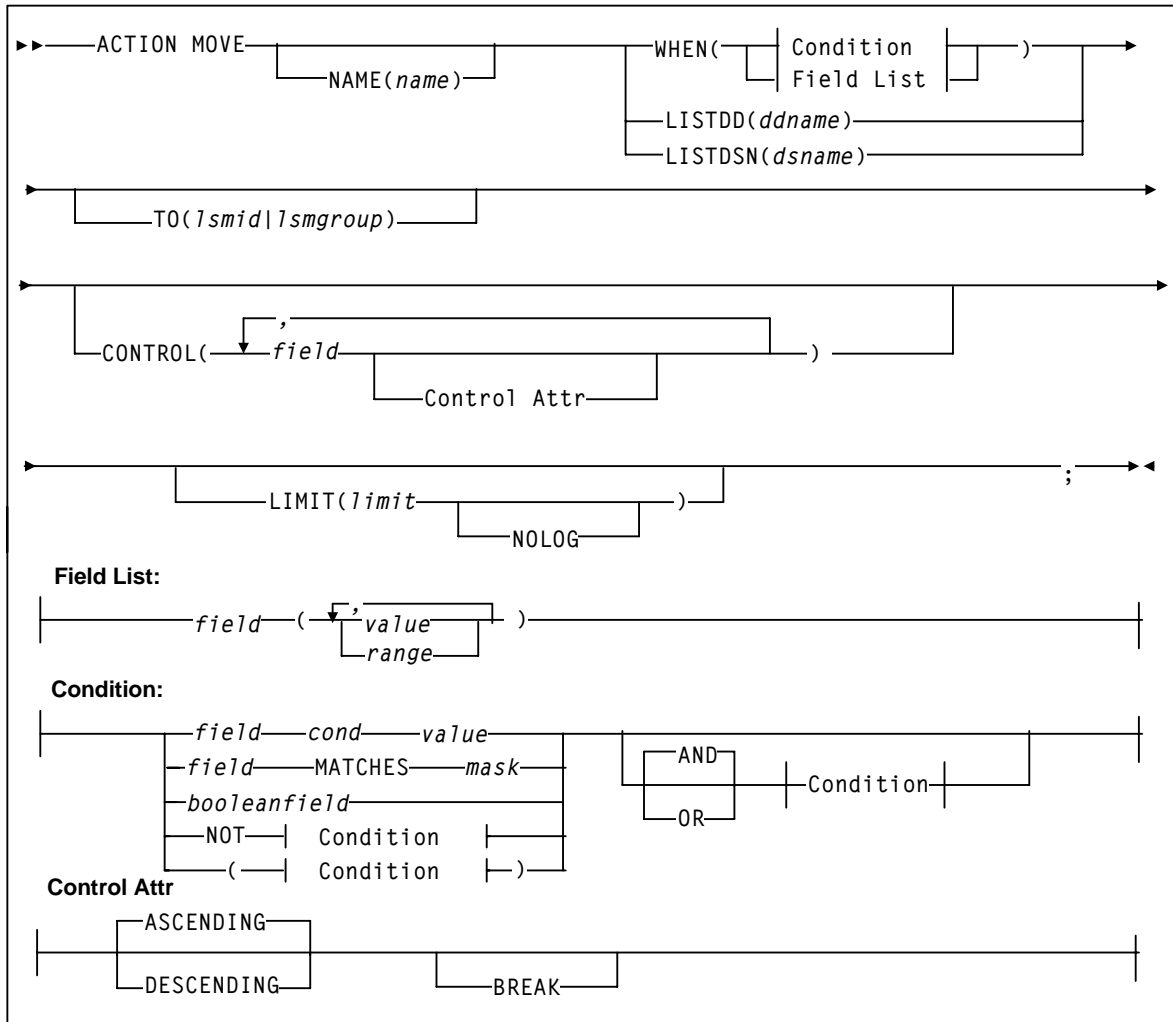 ACTION MOVE
NAME(name)
WHEN( Condition )
Field List
LISTDD(ddname)
LISTDSN(dsname)
TO(lsmid|lsmgroup)
,
CONTROL( field )
Control Attr
LIMIT(limit ) ;
NOLOG
Field List:
,
field ( value )
range
Condition:
field cond value
AND
field MATCHES mask
Condition
booleanfield
OR
NOT Condition
( Condition )
Control Attr
ASCENDING
DESCENDING
BREAK